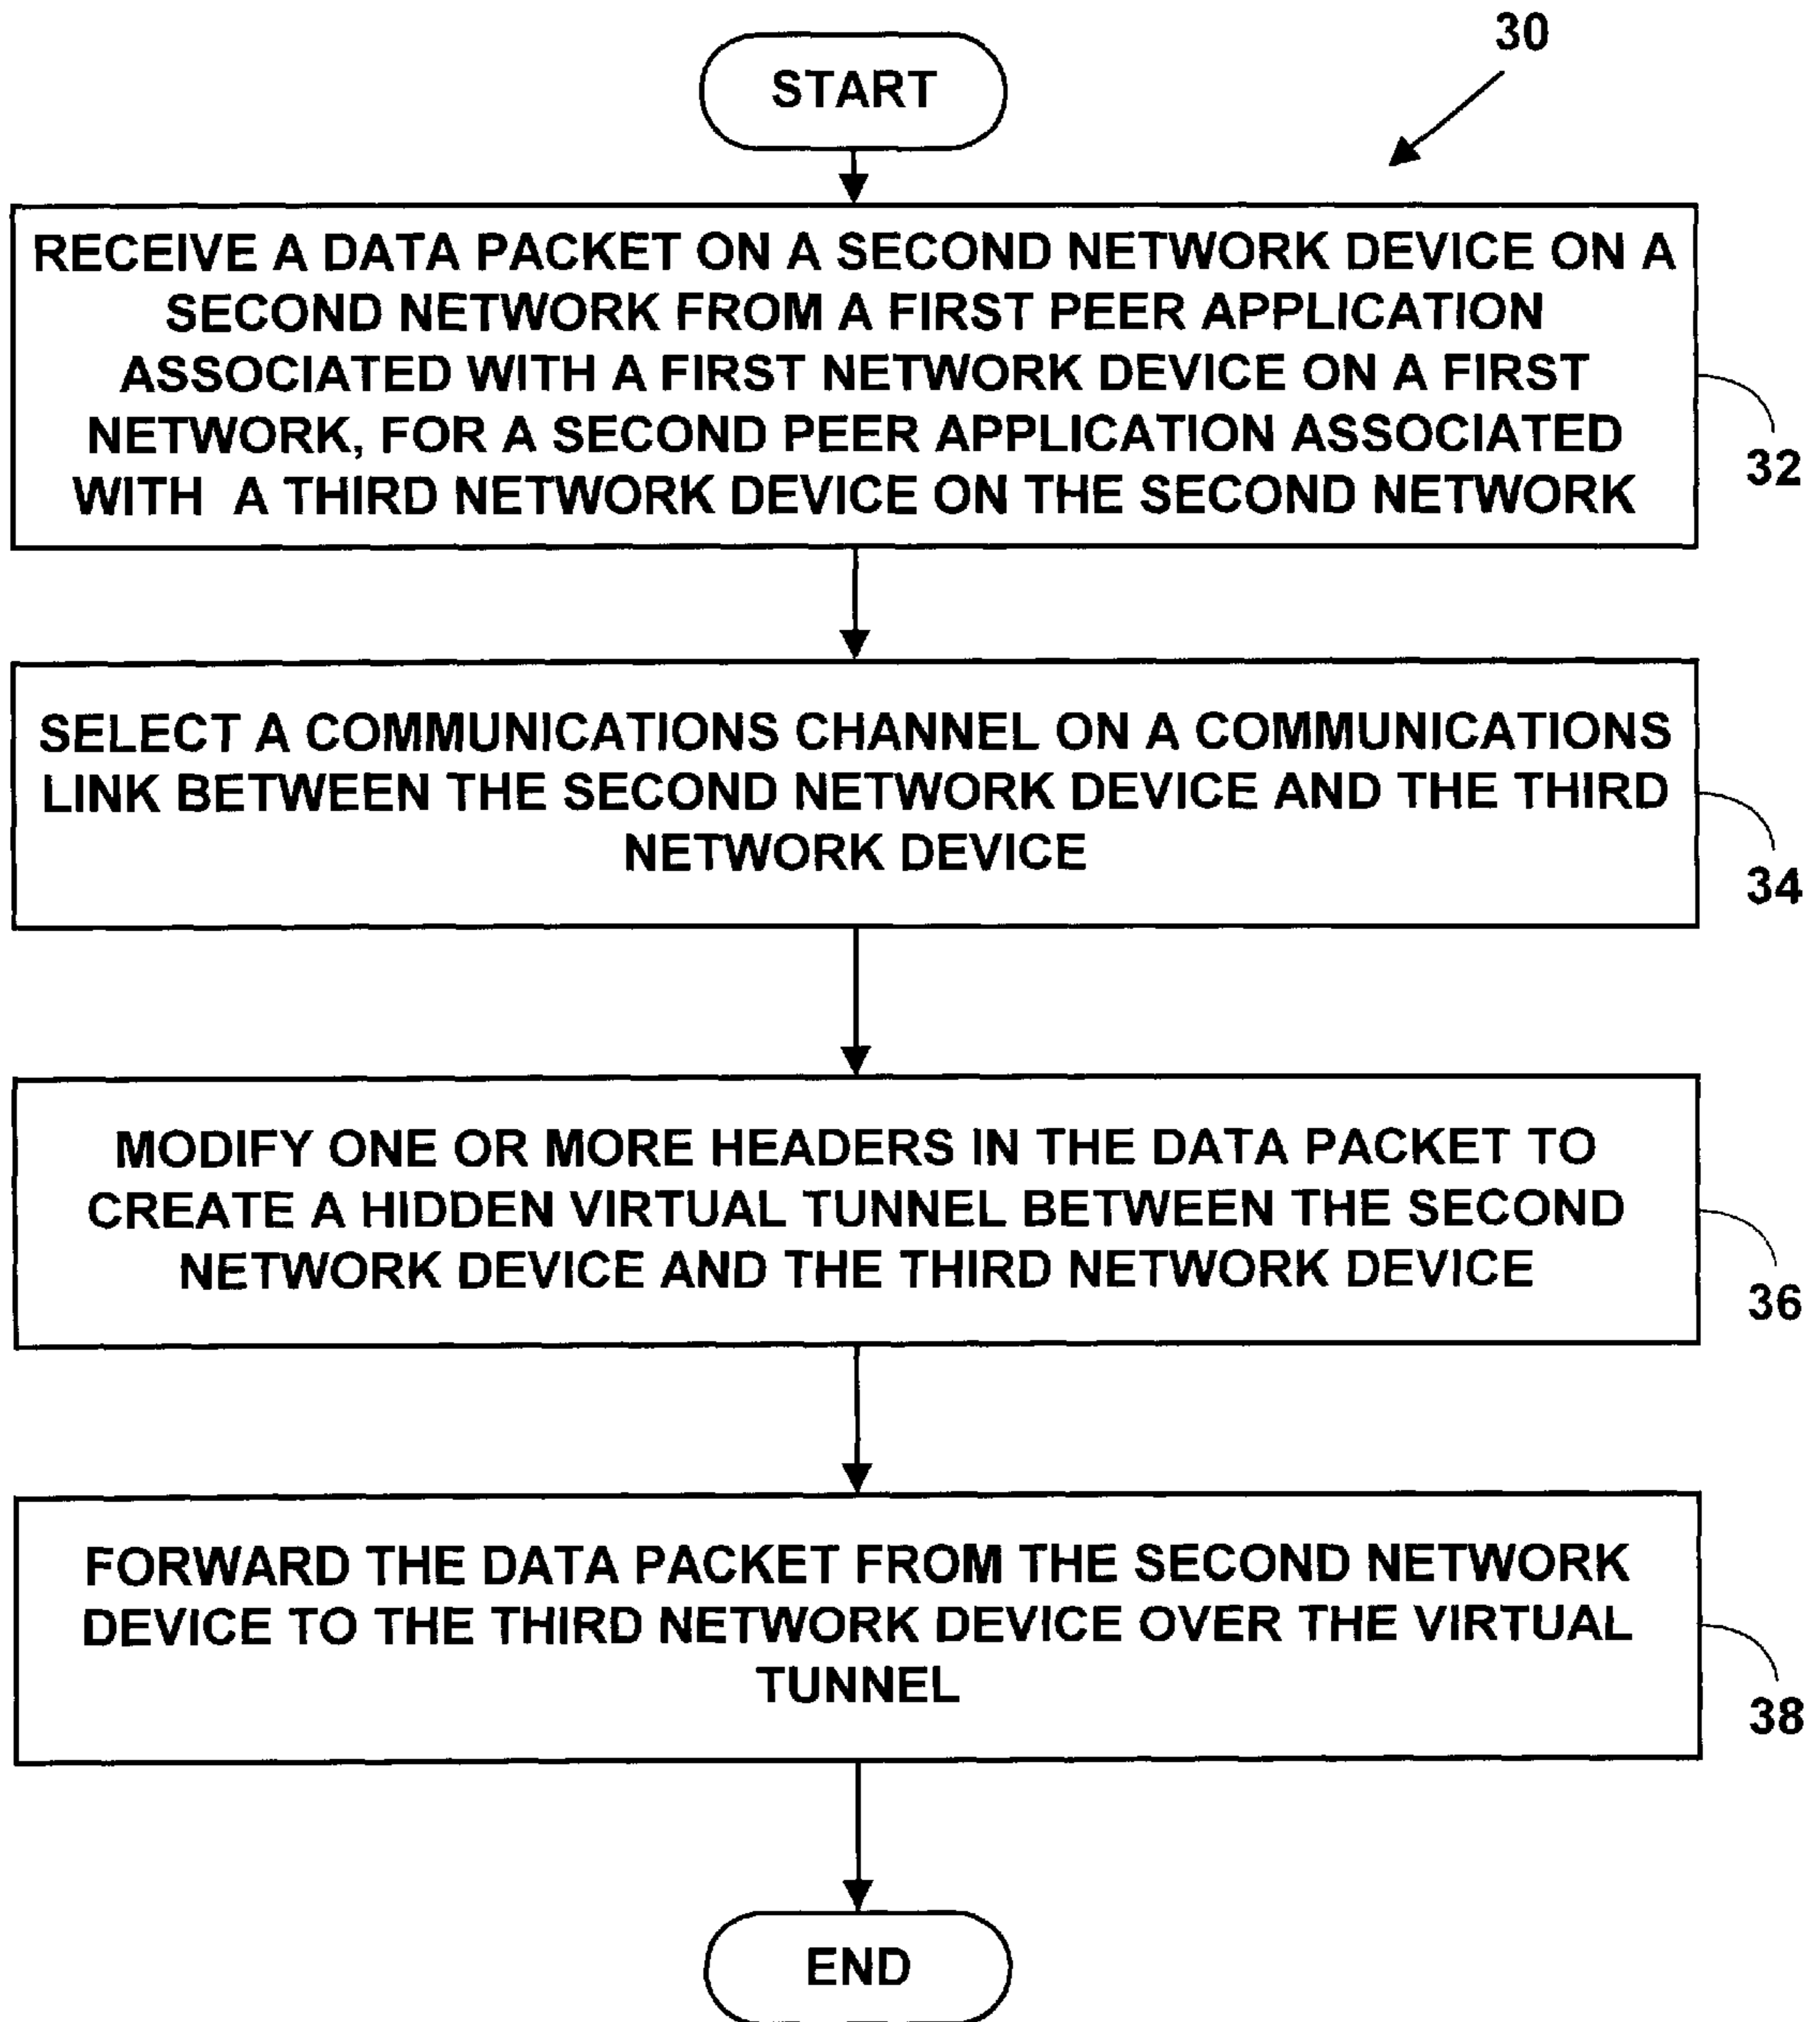 30
START
RECEIVE A DATA PACKET ON A SECOND NETWORK DEVICE ON A
SECOND NETWORK FROM A FIRST PEER APPLICATION
ASSOCIATED WITH A FIRST NETWORK DEVICE ON A FIRST
NETWORK, FOR A SECOND PEER APPLICATION ASSOCIATED
WITH A THIRD NETWORK DEVICE ON THE SECOND NETWORK
32
SELECT A COMMUNICATIONS CHANNEL ON A COMMUNICATIONS
LINK BETWEEN THE SECOND NETWORK DEVICE AND THE THIRD
NETWORK DEVICE
34
MODIFY ONE OR MORE HEADERS IN THE DATA PACKET TO
CREATE A HIDDEN VIRTUAL TUNNEL BETWEEN THE SECOND
NETWORK DEVICE AND THE THIRD NETWORK DEVICE
36
FORWARD THE DATA PACKET FROM THE SECOND NETWORK
DEVICE TO THE THIRD NETWORK DEVICE OVER THE VIRTUAL
TUNNEL
38
END